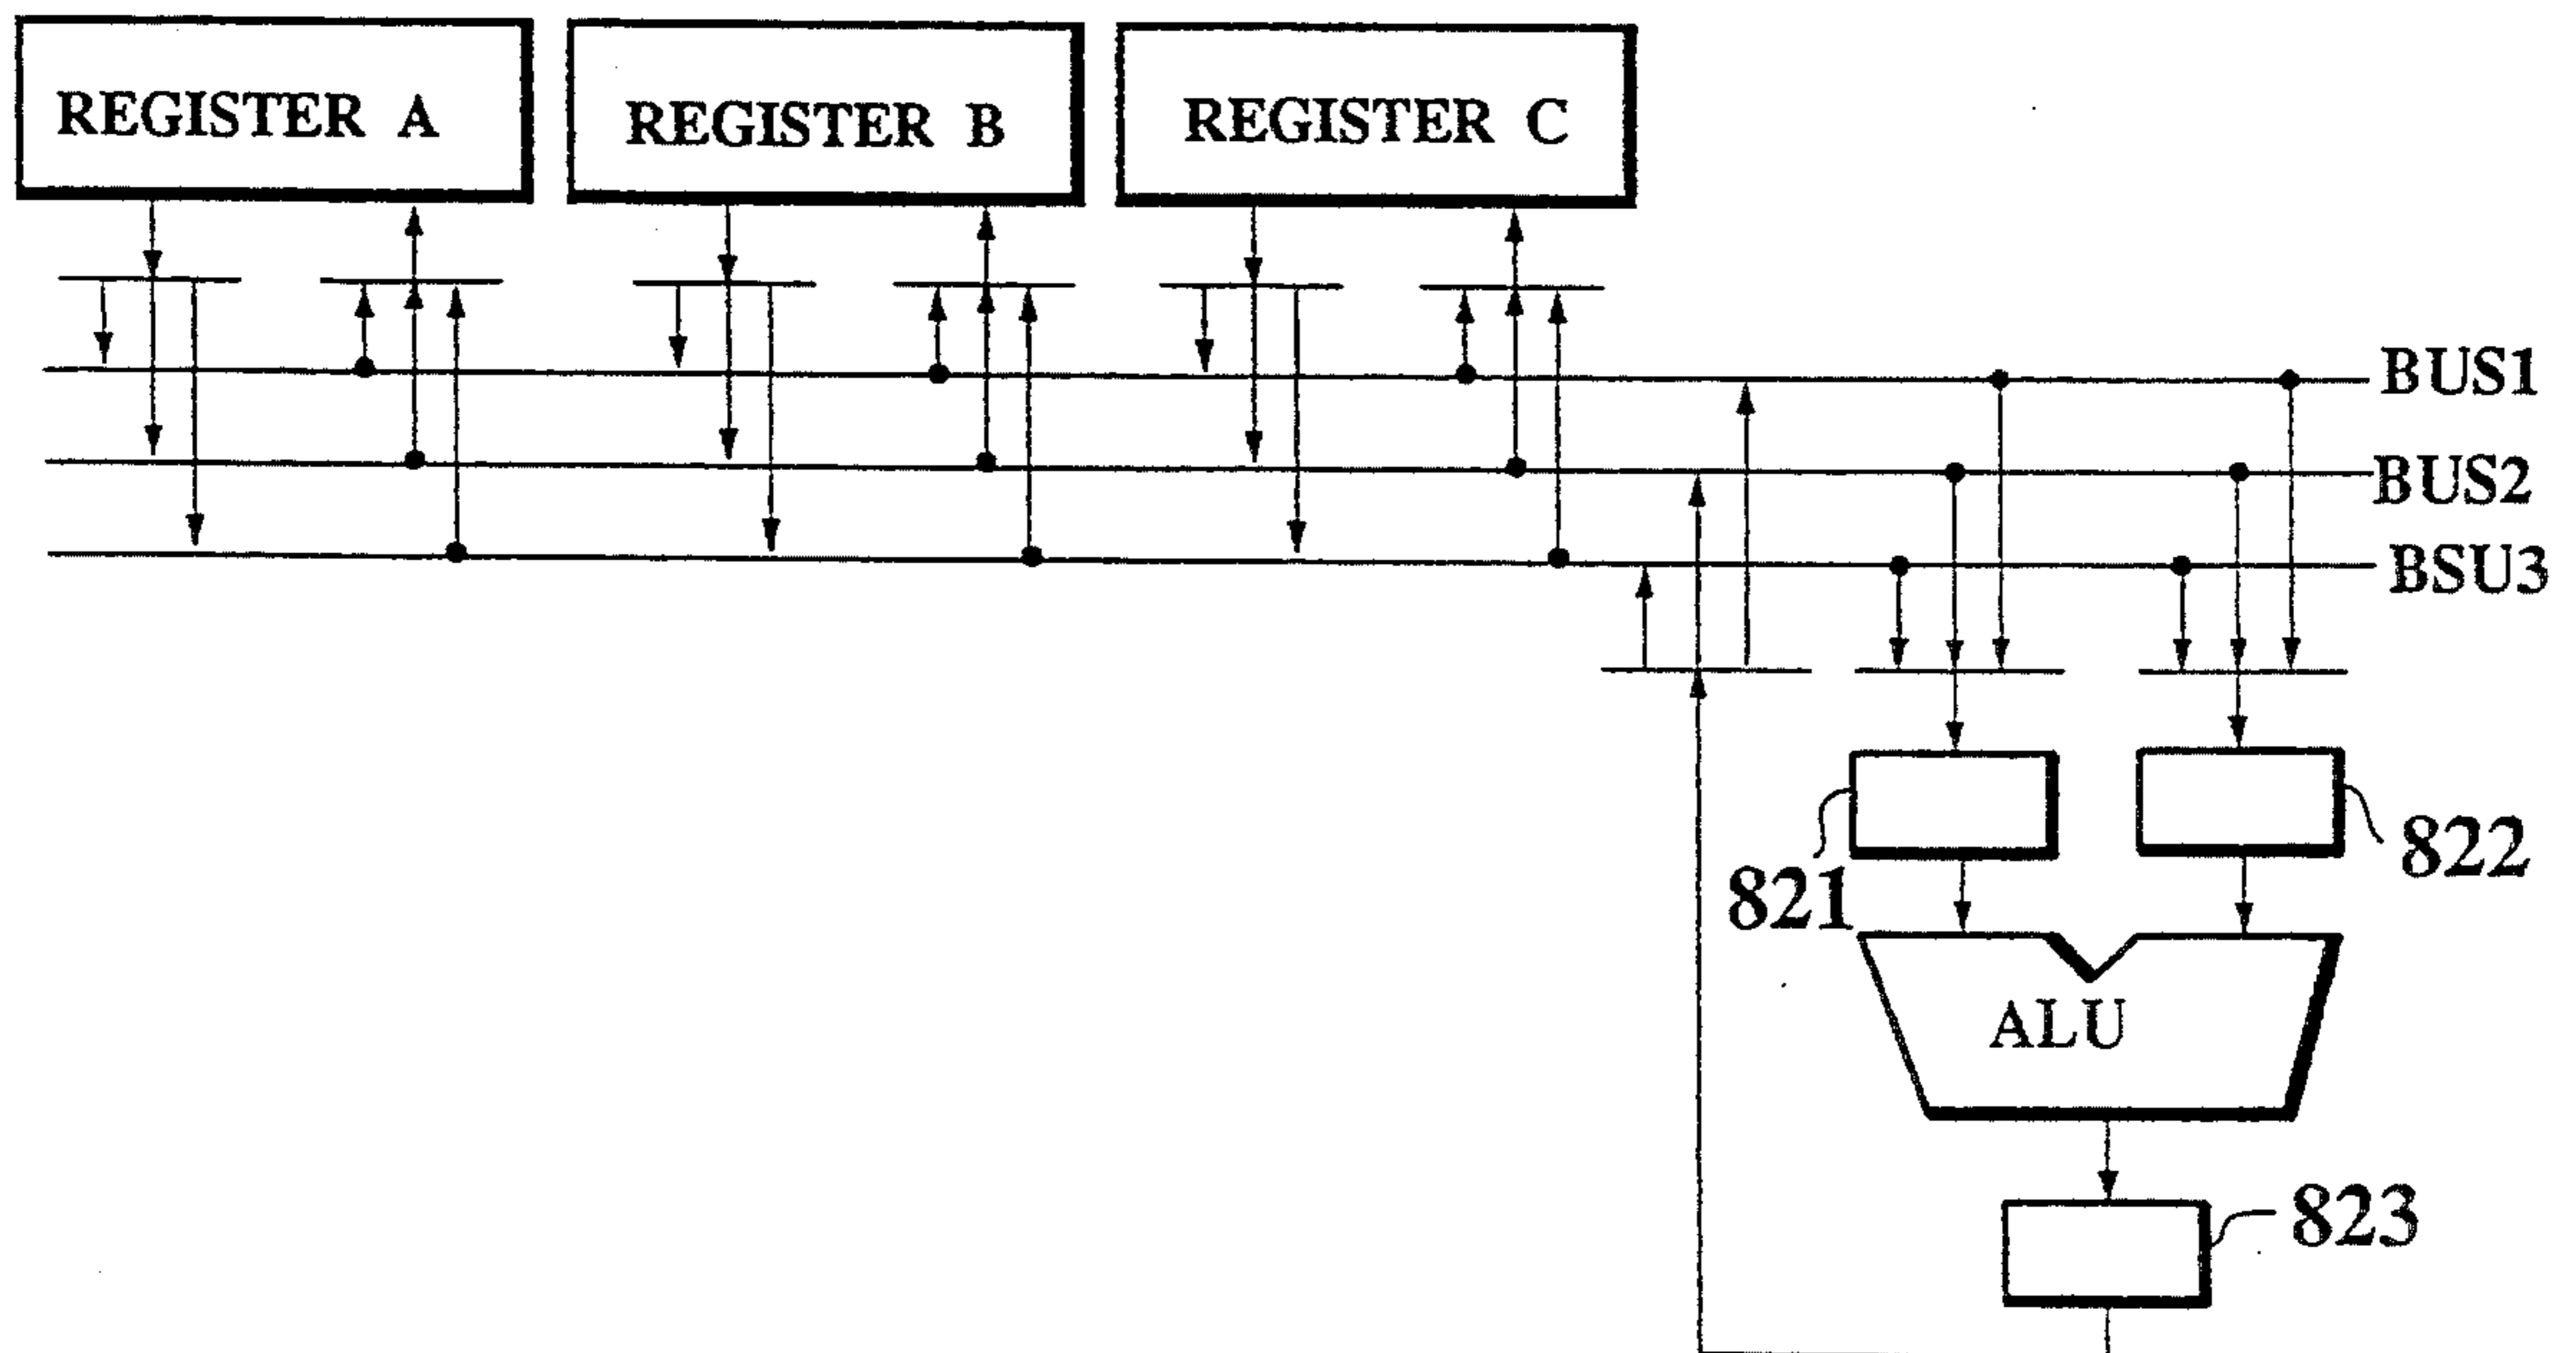 REGISTER A
REGISTER B
REGISTER C
BUS1
BUS2
BSU3
821
822
ALU
823